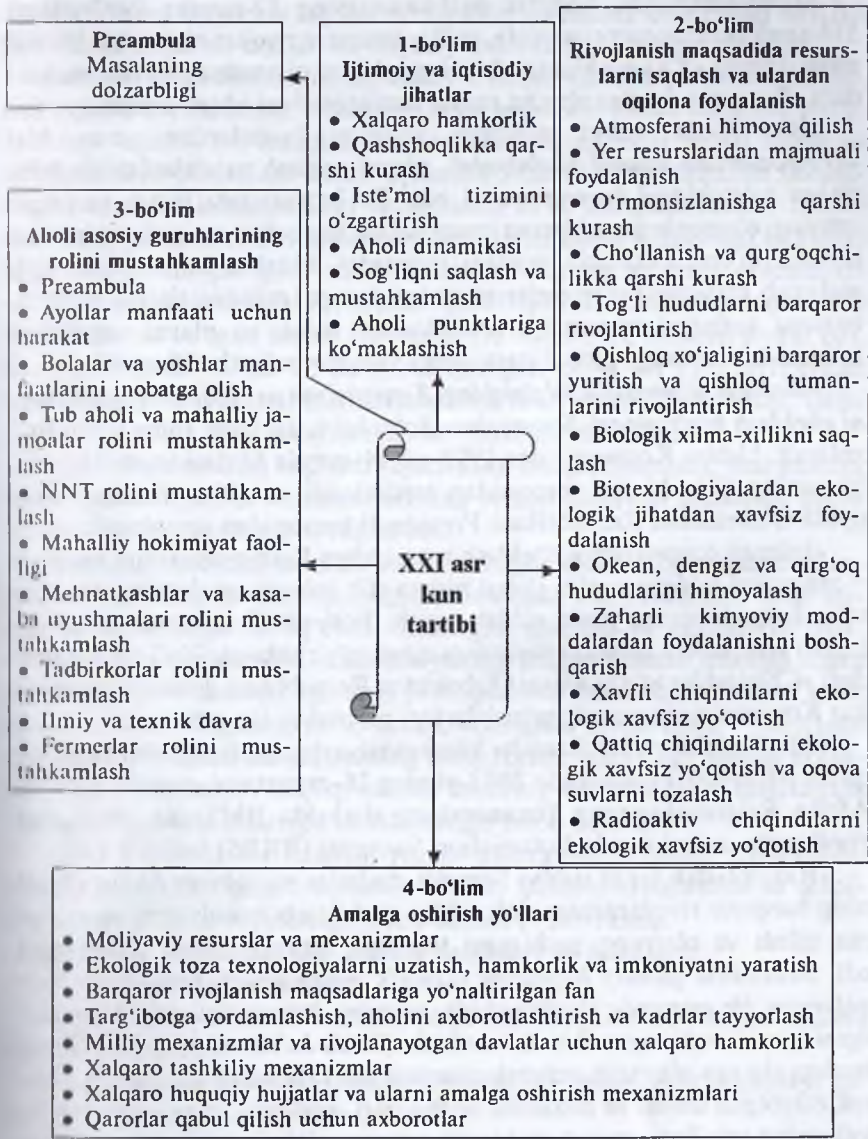 Preambula
Masalaning
dolzarbligi
1-bo‘lim
Ijtimoiy va iqtisodiy
jihatlar
• Xalqaro hamkorlik
• Qashshoqlikka qar-
shi kurash
• Iste’mol tizimini
o‘zgartirish
• Aholi dinamikasi
• Sog‘liqni saqlash va
mustahkamlash
• Aholi punktlariga
ko‘maklashish
2-bo‘lim
Rivojlanish maqsadida resurs-
larni saqlash va ulardan
oqilona foydalanish
• Atmosferani himoya qilish
• Yer resurslaridan majmuali
foydalanish
• O‘rmonsizlanishga qarshi
kurash
• Cho‘llanish va qurg‘oqchi-
likka qarshi kurash
• Tog‘li hududlarni barqaror
rivojlantirish
• Qishloq xo‘jaligini barqaror
yuritish va qishloq tuman-
larini rivojlantirish
• Biologik xilma-xillikni saq-
lash
• Biotexnologiyalardan eko-
logik jihatdan xavfsiz foy-
dalanish
• Okean, dengiz va qirg‘oq
hududlarini himoyalash
• Zaharli kimyoviy mod-
dalardan foydalanishni bosh-
qarish
• Xavfli chiqindilarni eko-
logik xavfsiz yo‘qotish
• Qattiq chiqindilarni ekolo-
gik xavfsiz yo‘qotish va oqova
suvlarni tozalash
• Radioaktiv chiqindilarni
ekologik xavfsiz yo‘qotish
3-bo‘lim
Aholi asosiy guruhlarining
rolini mustahkamlash
• Preambula
• Ayollar manfaati uchun
harakat
• Bolalar va yoshlar man-
faatlarini inobatga olish
• Tub aholi va mahalliy ja-
moalar rolini mustahkam-
lash
• NNT rolini mustahkam-
lash
• Mahalliy hokimiyat faol-
ligi
• Mehnatkashlar va kasa-
ba uyushmalari rolini mus-
tahkamlash
• Tadbirkorlar rolini mus-
tahkamlash
• Ilmiy va texnik davra
• Fermerlar rolini mus-
tahkamlash
XXI asr
kun
tartibi
4-bo‘lim
Amalga oshirish yo‘llari
• Moliyaviy resurslar va mexanizmlar
• Ekologik toza texnologiyalarni uzatish, hamkorlik va imkoniyatni yaratish
• Barqaror rivojlanish maqsadlariga yo‘naltirilgan fan
• Targ‘ibotga yordamlashish, aholini axborotlashtirish va kadrlar tayyorlash
• Milliy mexanizmlar va rivojlanayotgan davlatlar uchun xalqaro hamkorlik
• Xalqaro tashkiliy mexanizmlar
• Xalqaro huquqiy hujjatlar va ularni amalga oshirish mexanizmlari
• Qarorlar qabul qilish uchun axborotlar